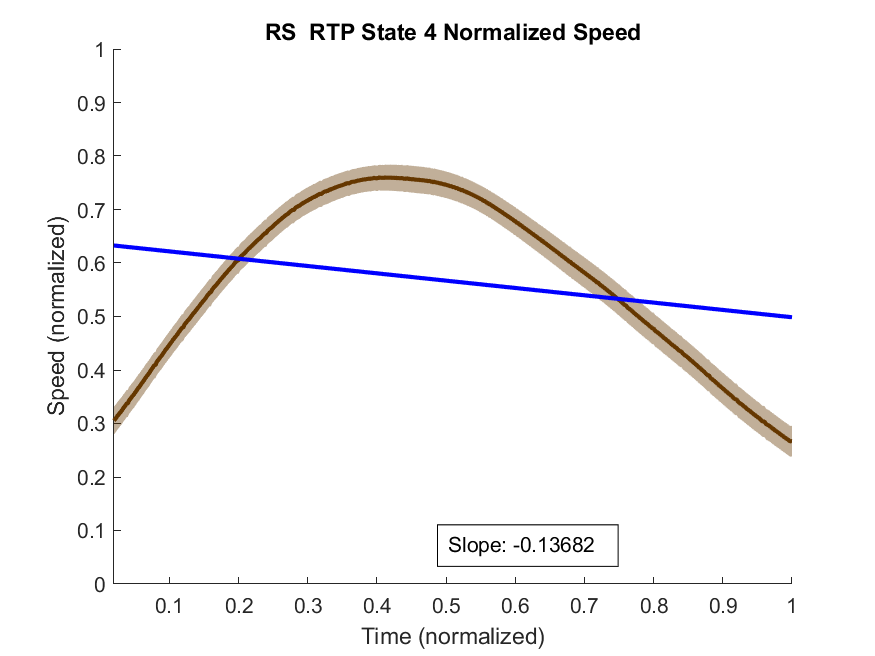 RS  RTP State 4 Normalized Speed
1
0.9
0.8
0.7
0.6
0.5
0.4
0.3
0.2
0.1
0
Speed (normalized)
Slope: -0.13682
0.1 0.2 0.3 0.4 0.5 0.6 0.7 0.8 0.9 1
Time (normalized)